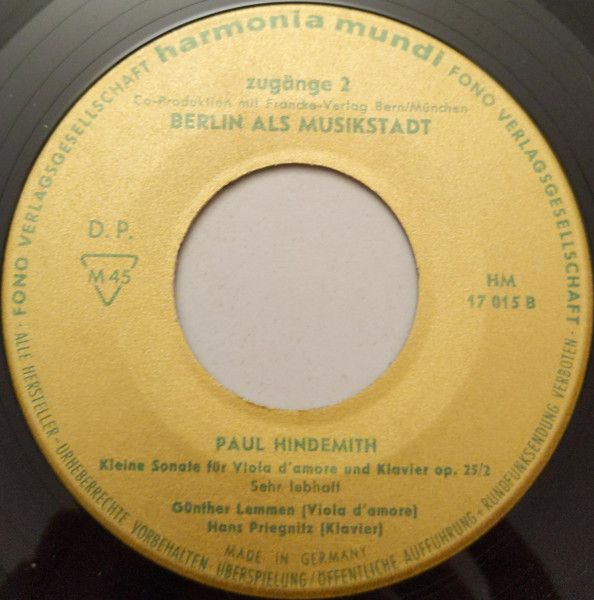 harmonia mundi
FONO VERLAGSGESELLSCHAFT
FONO VERLAGSGESELLSCHAFT
zugänge 2
Co-Produktion mit Francke-Verlag Bern/München
BERLIN ALS MUSIKSTADT
D. P.
M 45
HM
17 015 B
PAUL HINDEMITH
Kleine Sonate für Viola d'amore und Klavier op. 25/2
Sehr lebhaft
Günther Lemmen (Viola d'amore)
Hans Priegnitz (Klavier)
MADE IN GERMANY
· ALLE HERSTELLER- URHEBERRECHTE VORBEHALTEN · ÜBERSPIELUNG/ÖFFENTLICHE AUFFÜHRUNG + RUNDFUNKSENDUNG VERBOTEN ·